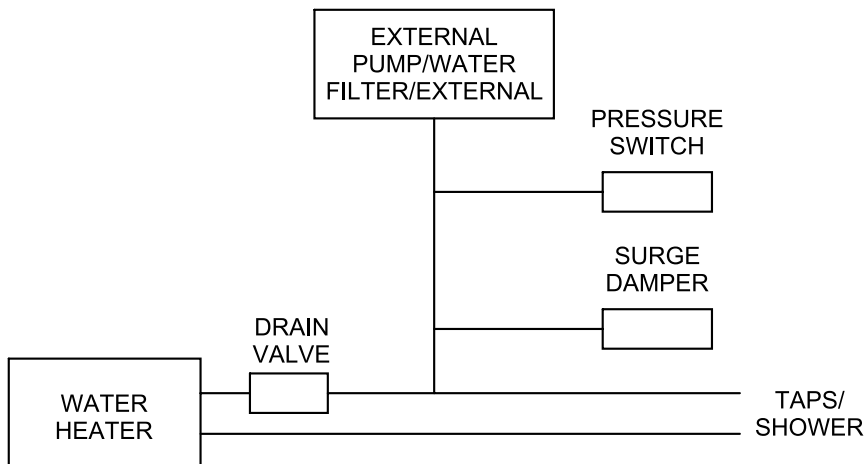 EXTERNAL
PUMP/WATER
FILTER/EXTERNAL
PRESSURE
SWITCH
SURGE
DAMPER
DRAIN
VALVE
WATER
HEATER
TAPS/
SHOWER